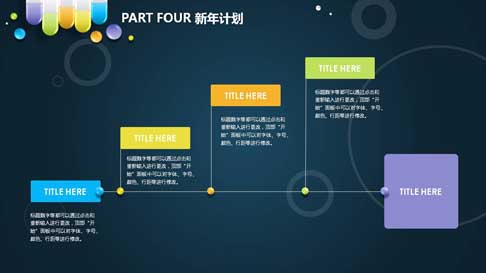 PART FOUR 新年计划
TITLE HERE
标题数字等都可以通过点击和
重新输入进行更改，顶部“开
始”面板中可以对字体、字号、
颜色、行距等进行修改。
TITLE HERE
标题数字等都可以通过点击和
重新输入进行更改，顶部“开
始”面板中可以对字体、字号、
颜色、行距等进行修改。
TITLE HERE
标题数字等都可以通过点击和
重新输入进行更改，顶部“开
始”面板中可以对字体、字号、
颜色、行距等进行修改。
TITLE HERE
标题数字等都可以通过点击和
重新输入进行更改，顶部“开
始”面板中可以对字体、字号、
颜色、行距等进行修改。
TITLE HERE